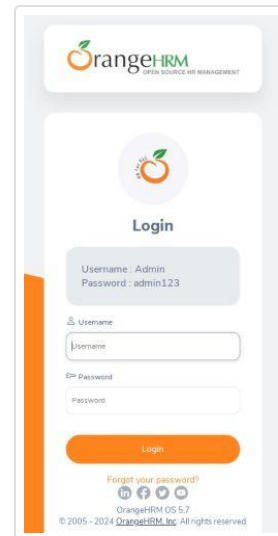 OrangeHRM
OPEN SOURCE HR MANAGEMENT
Login
Username : Admin
Password : admin123
Username
Username
Password
Password
Login
Forgot your password?
OrangeHRM OS 5.7
© 2005 - 2024 OrangeHRM, Inc. All rights reserved.